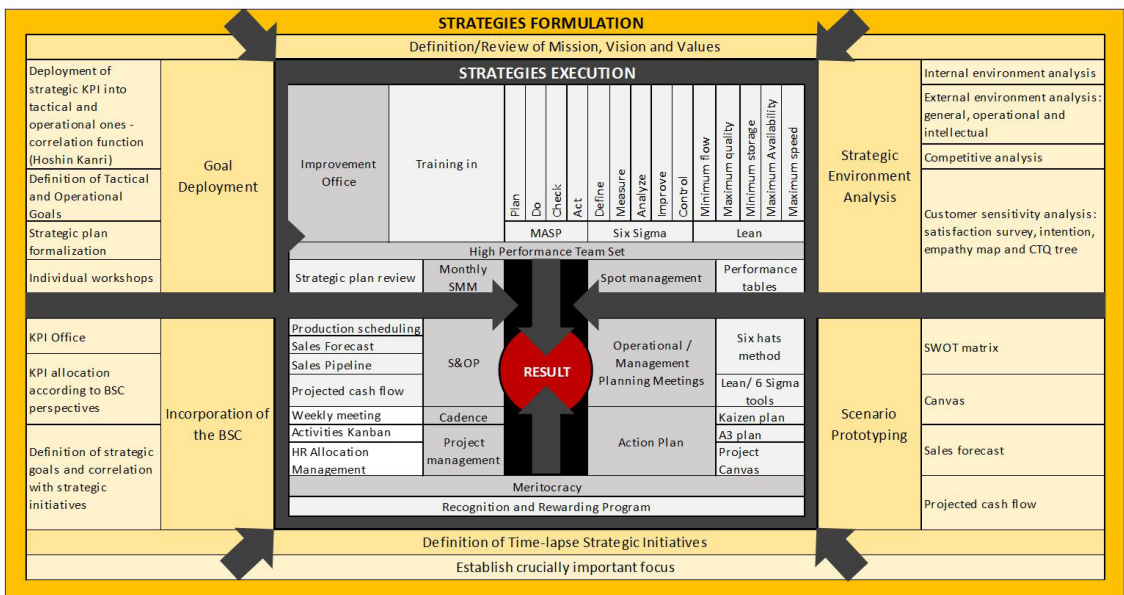 STRATEGIES FORMULATION
Definition/Review of Mission, Vision and Values
Deployment of
strategic KPI into
tactical and
operational ones -
correlation function
(Hoshin Kanri)
Definition of Tactical
and Operational
Goals
Strategic plan
formalization
Individual workshops
Goal
Deployment
STRATEGIES EXECUTION
Improvement
Office
Training in
Plan
Do
Check
Act
Define
Measure
Analyze
Improve
Control
Minimum flow
Maximum quality
Minimum storage
Maximum Availability
Maximum speed
MASP
Six Sigma
Lean
High Performance Team Set
Strategic plan review
Monthly
SMM
Spot management
Performance
tables
Strategic
Environment
Analysis
Internal environment analysis
External environment analysis:
general, operational and
intellectual
Competitive analysis
Customer sensitivity analysis:
satisfaction survey, intention,
empathy map and CTQ tree
KPI Office
KPI allocation
according to BSC
perspectives
Definition of strategic
goals and correlation
with strategic
initiatives
Incorporation of
the BSC
Production scheduling
Sales Forecast
Sales Pipeline
Projected cash flow
S&OP
Weekly meeting
Cadence
Activities Kanban
HR Allocation
Management
Project
management
RESULT
Operational /
Management
Planning Meetings
Six hats
method
Lean/ 6 Sigma
tools
Action Plan
Kaizen plan
A3 plan
Project
Canvas
Meritocracy
Recognition and Rewarding Program
Scenario
Prototyping
SWOT matrix
Canvas
Sales forecast
Projected cash flow
Definition of Time-lapse Strategic Initiatives
Establish crucially important focus